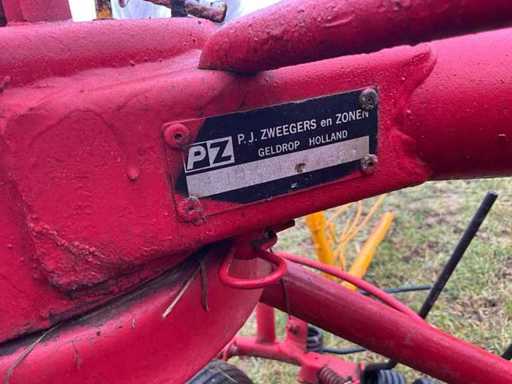 PZ
P.J. ZWEEGERS en ZONEN
GELDROP HOLLAND